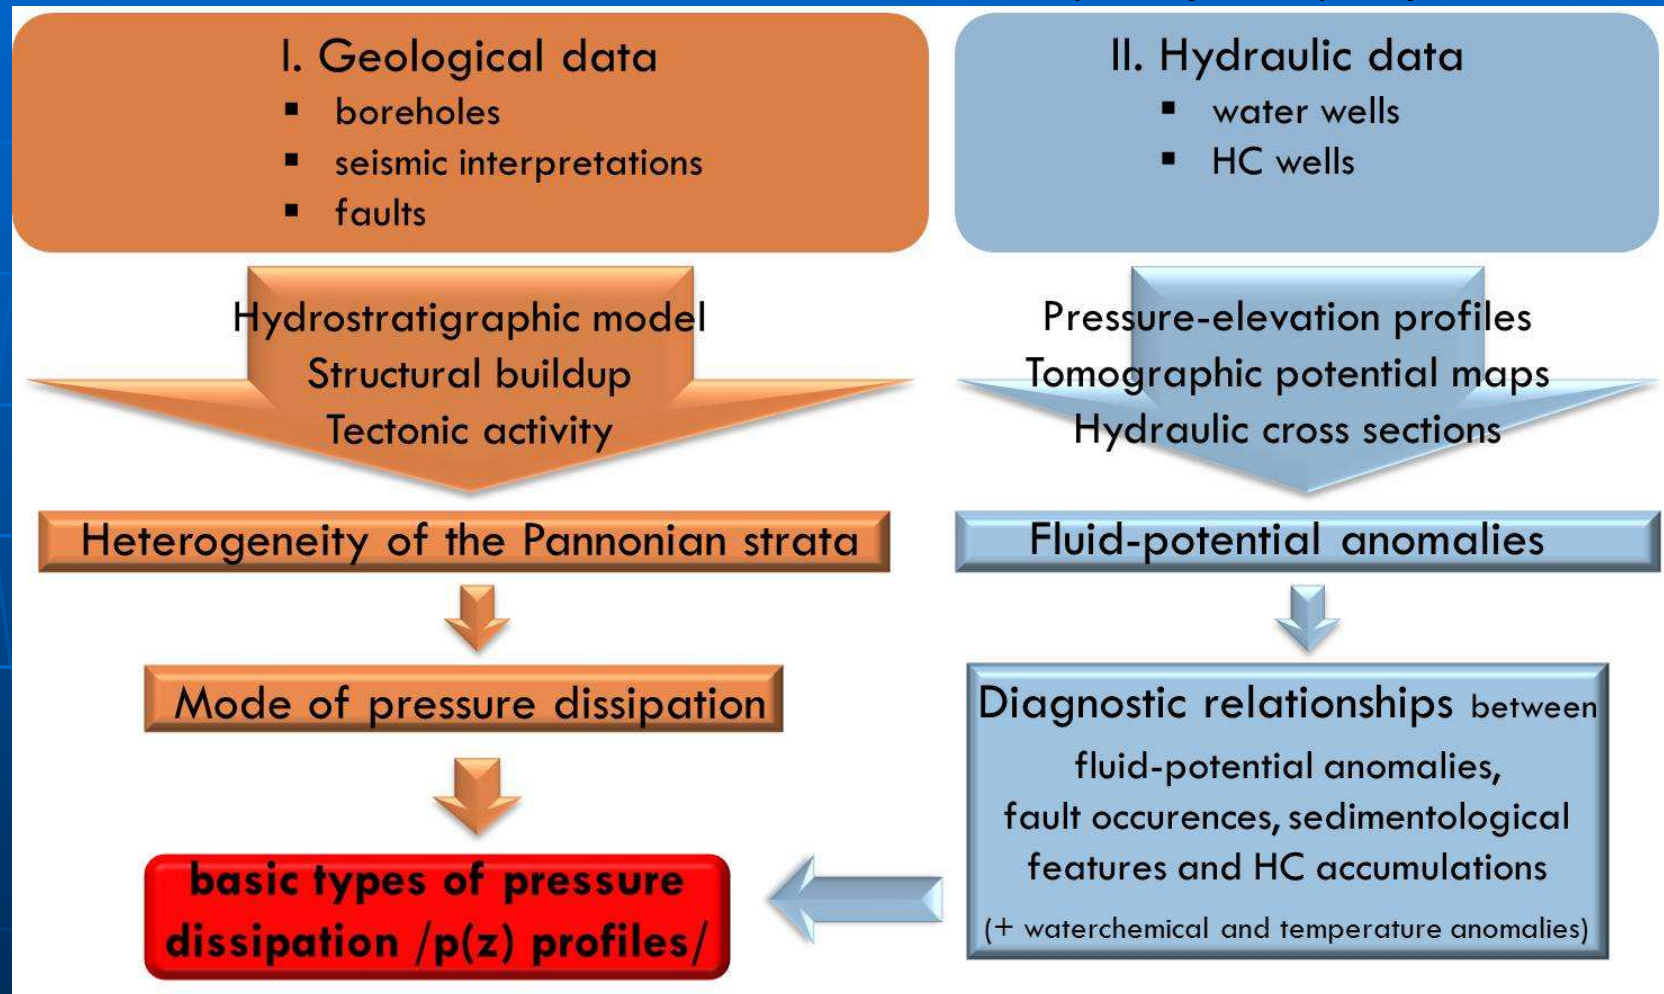 I. Geological data
▪ boreholes
▪ seismic interpretations
▪ faults
Hydrostratigraphic model
Structural buildup
Tectonic activity
Heterogeneity of the Pannonian strata
Mode of pressure dissipation
basic types of pressure
dissipation /p(z) profiles/
II. Hydraulic data
▪ water wells
▪ HC wells
Pressure-elevation profiles
Tomographic potential maps
Hydraulic cross sections
Fluid-potential anomalies
Diagnostic relationships between
fluid-potential anomalies,
fault occurences, sedimentological
features and HC accumulations
(+ waterchemical and temperature anomalies)